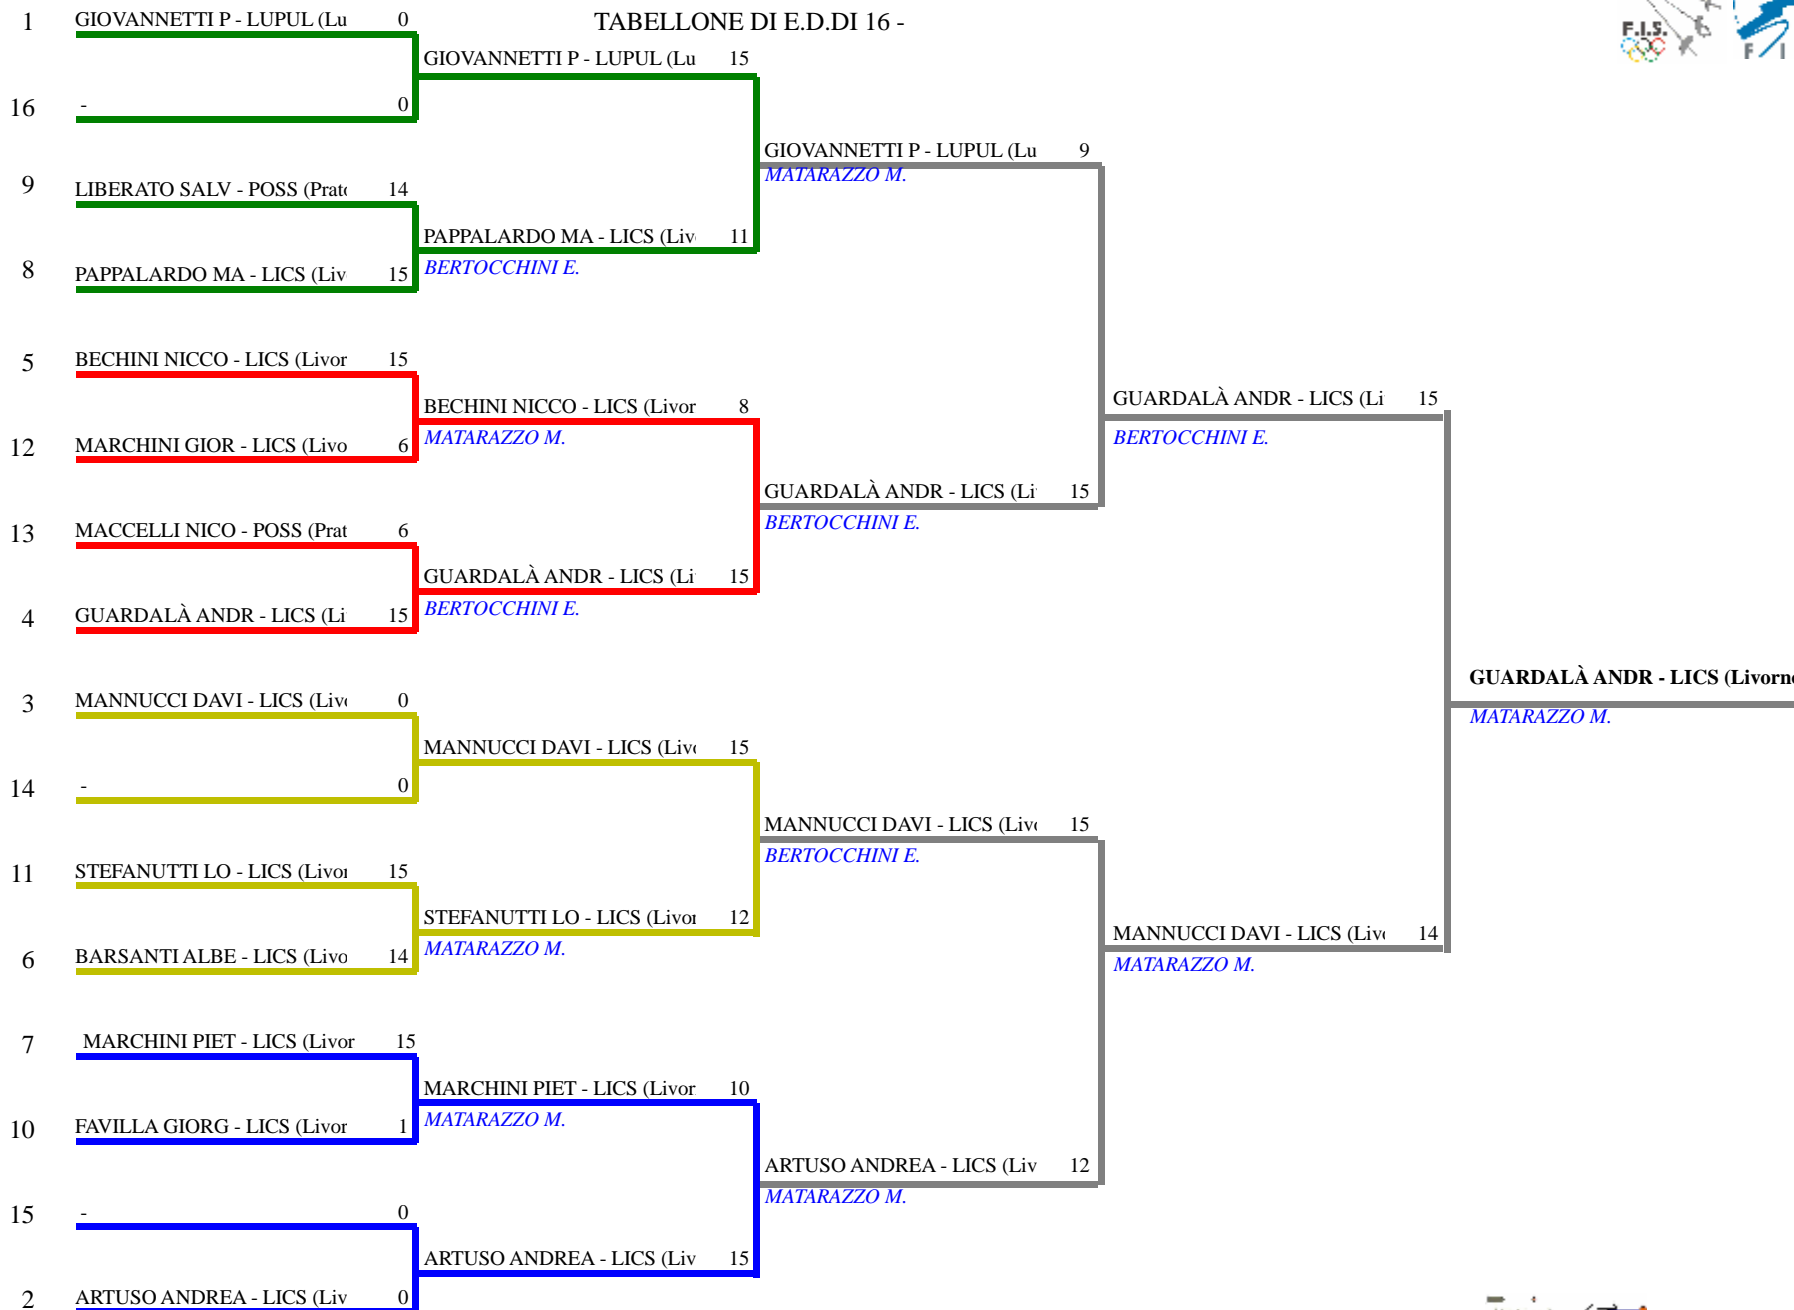 TABELLONE DI E.D.DI 16 -
F.I.S.
F I
1 GIOVANNETTI P - LUPUL (Lu 0
GIOVANNETTI P - LUPUL (Lu 15
16 - 0
GIOVANNETTI P - LUPUL (Lu 9
MATARAZZO M.
9 LIBERATO SALV - POSS (Prat 14
PAPPALARDO MA - LICS (Liv 11
BERTOCCHINI E.
8 PAPPALARDO MA - LICS (Liv 15
5 BECHINI NICCO - LICS (Livor 15
GUARDALÀ ANDR - LICS (Li 15
BERTOCCHINI E.
BECHINI NICCO - LICS (Livor 8
MATARAZZO M.
12 MARCHINI GIOR - LICS (Livo 6
GUARDALÀ ANDR - LICS (Li 15
BERTOCCHINI E.
13 MACCELLI NICO - POSS (Prat 6
GUARDALÀ ANDR - LICS (Li 15
BERTOCCHINI E.
4 GUARDALÀ ANDR - LICS (Li 15
GUARDALÀ ANDR - LICS (Livorn
MATARAZZO M.
3 MANNUCCI DAVI - LICS (Liv 0
MANNUCCI DAVI - LICS (Liv 15
14 - 0
MANNUCCI DAVI - LICS (Liv 15
BERTOCCHINI E.
11 STEFANUTTI LO - LICS (Livo 15
STEFANUTTI LO - LICS (Livo 12
MATARAZZO M.
MANNUCCI DAVI - LICS (Liv 14
MATARAZZO M.
6 BARSANTI ALBE - LICS (Livo 14
7 MARCHINI PIET - LICS (Livor 15
MARCHINI PIET - LICS (Livor 10
MATARAZZO M.
10 FAVILLA GIORG - LICS (Livor 1
ARTUSO ANDREA - LICS (Liv 12
MATARAZZO M.
15 - 0
ARTUSO ANDREA - LICS (Liv 15
2 ARTUSO ANDREA - LICS (Liv 0